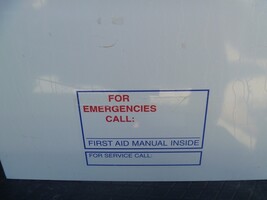 FOR
EMERGENCIES
CALL:
FIRST AID MANUAL INSIDE
FOR SERVICE CALL: